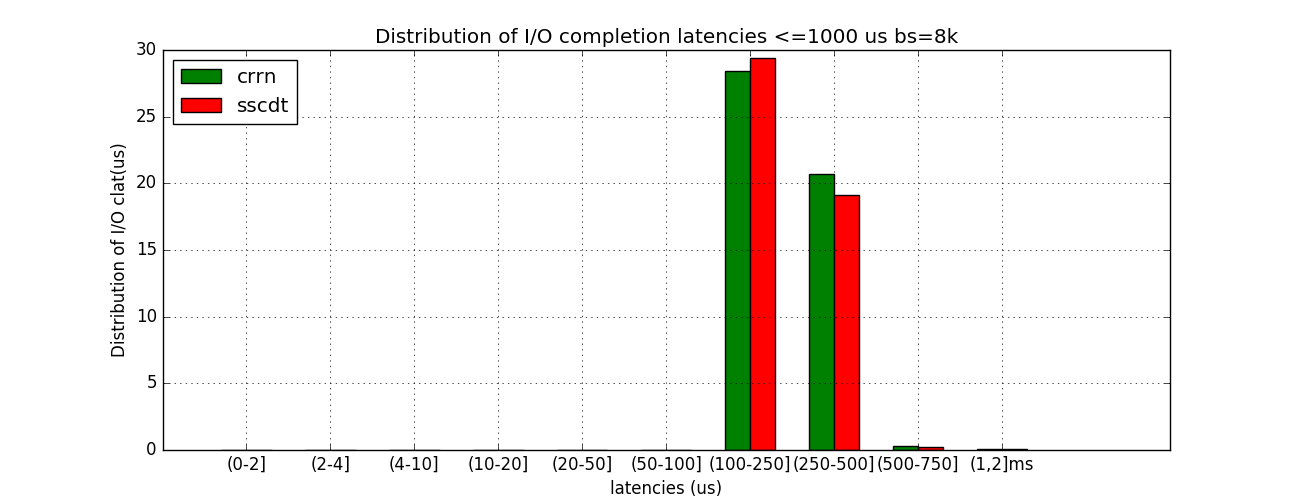 Distribution of I/O completion latencies <=1000 us bs=8k
crrn
sscdt
Distribution of I/O clat(us)
30
25
20
15
10
5
0
(0-2] (2-4] (4-10] (10-20] (20-50] (50-100] (100-250] (250-500] (500-750] (1,2]ms
latencies (us)